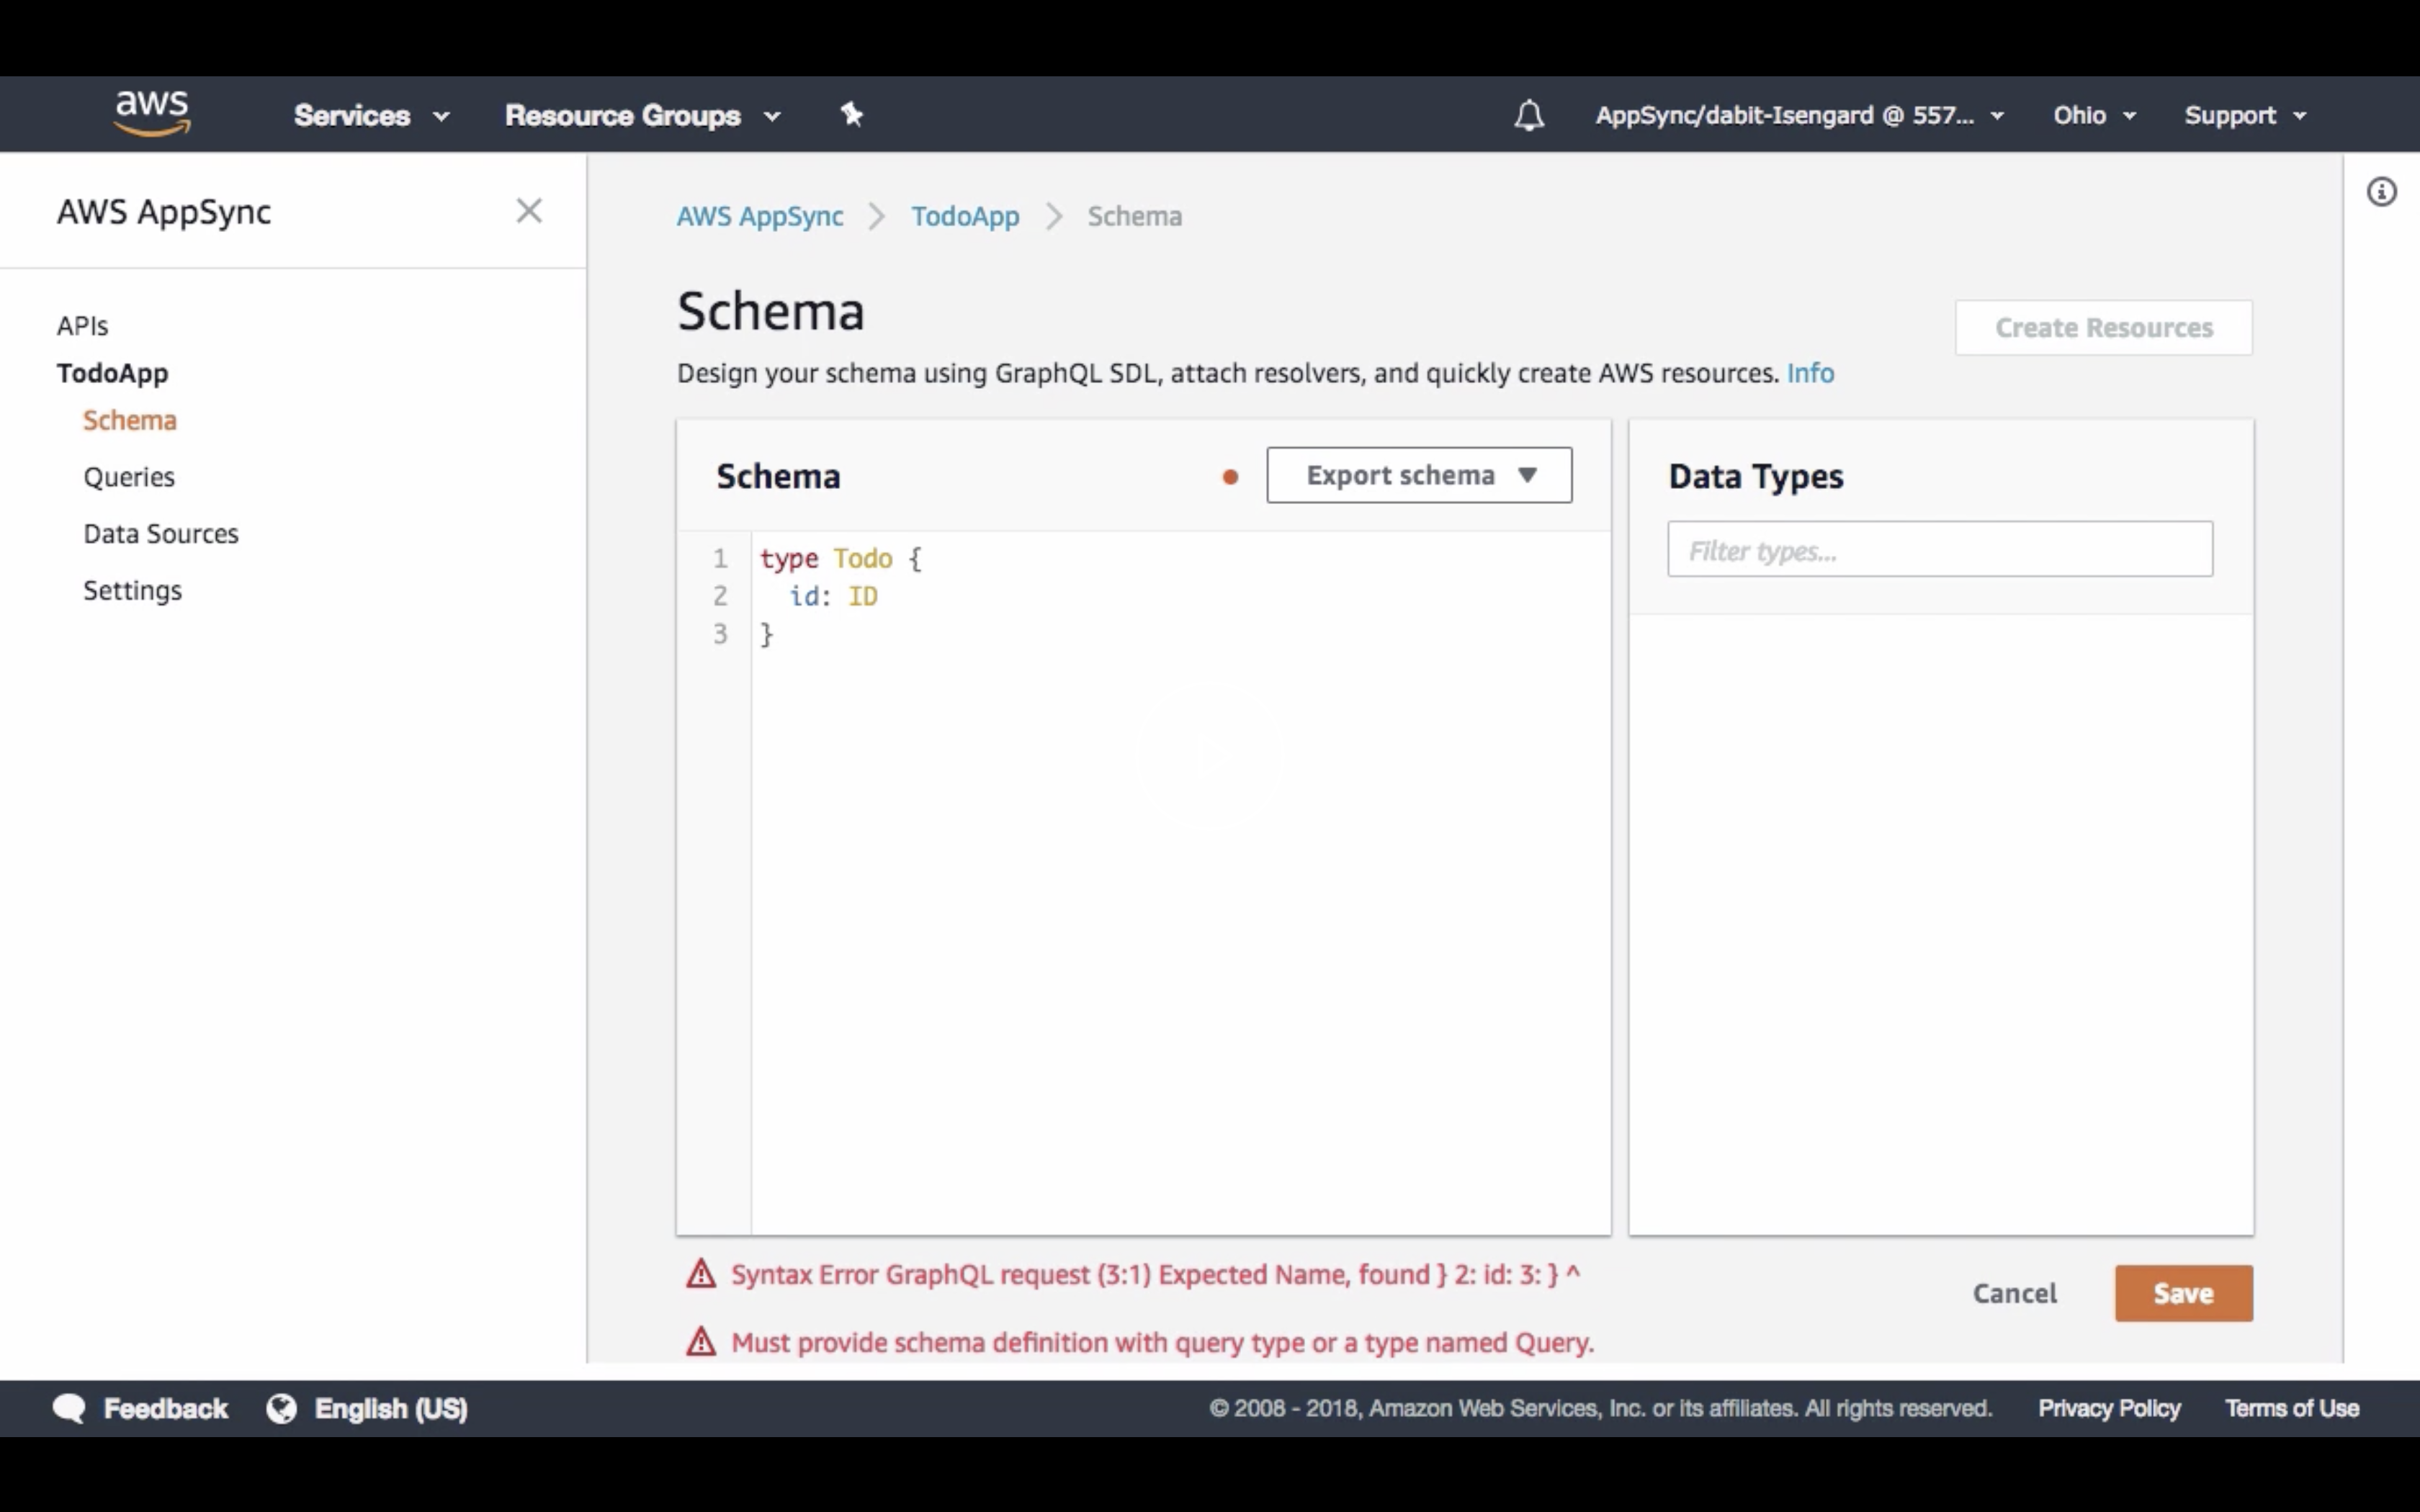 aws Services Resource Groups AppSync/dabit-Isengard @ 557... Ohio Support
AWS AppSync
APIs
TodoApp
Schema
Queries
Data Sources
Settings
AWS AppSync TodoApp Schema
Schema
Create Resources
Design your schema using GraphQL SDL, attach resolvers, and quickly create AWS resources. Info
Schema
Export schema
1 type Todo {
2 id: ID
3 }
Data Types
Filter types...
Syntax Error GraphQL request (3:1) Expected Name, found } 2: id: 3: } ^
Must provide schema definition with query type or a type named Query.
Cancel
Save
Feedback English (US) © 2008 - 2018, Amazon Web Services, Inc. or its affiliates. All rights reserved. Privacy Policy Terms of Use